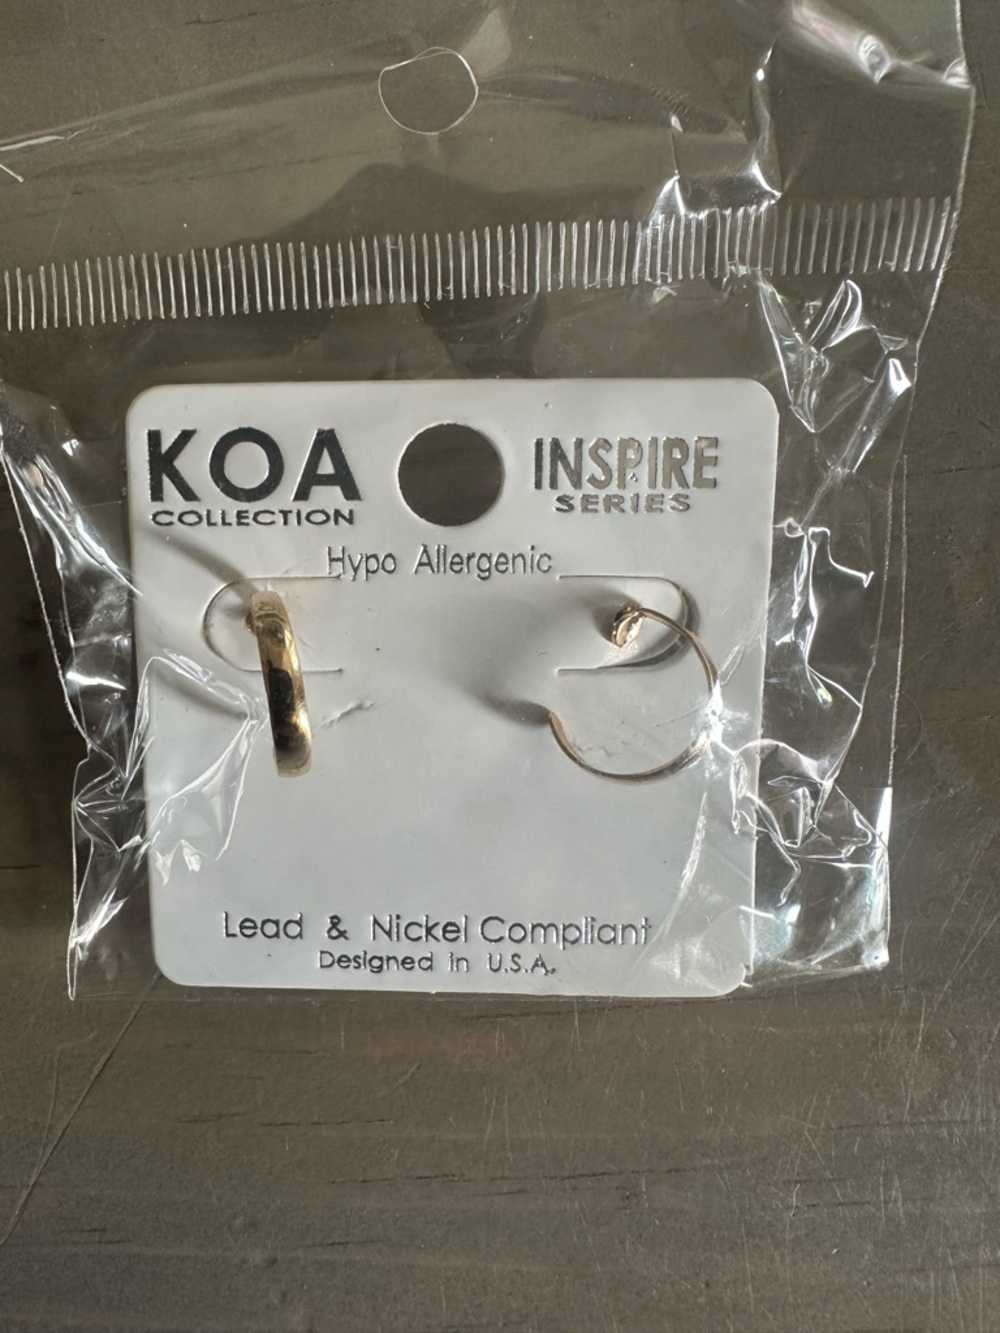 KOA
COLLECTION
INSPIRE
SERIES
Hypo Allergenic
Lead & Nickel Compliant
Designed in U.S.A.